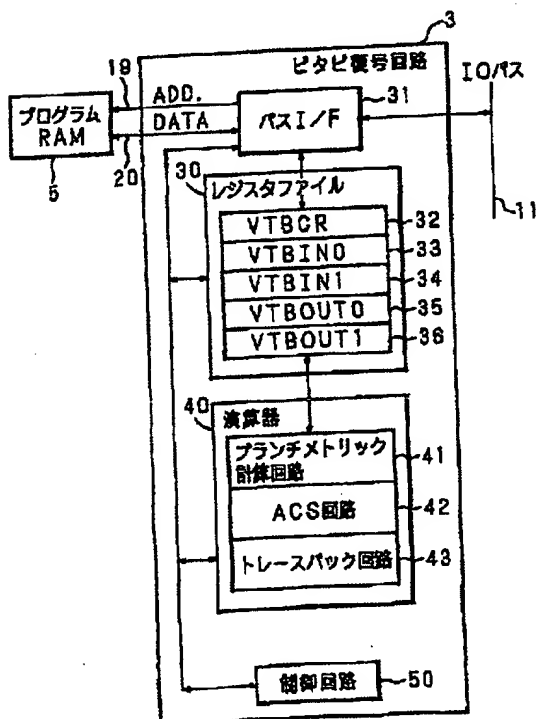 3
ビタビ復号回路
IOバス
19
ADD.
31
プログラム
RAM
DATA
バスI/F
20
5
30
レジスタファイル
11
VTBCR
32
VTBIN0
33
VTBIN1
34
VTBOUT0
35
VTBOUT1
36
40
演算器
ブランチメトリック
計算回路
41
ACS回路
42
トレースバック回路
43
制御回路
50